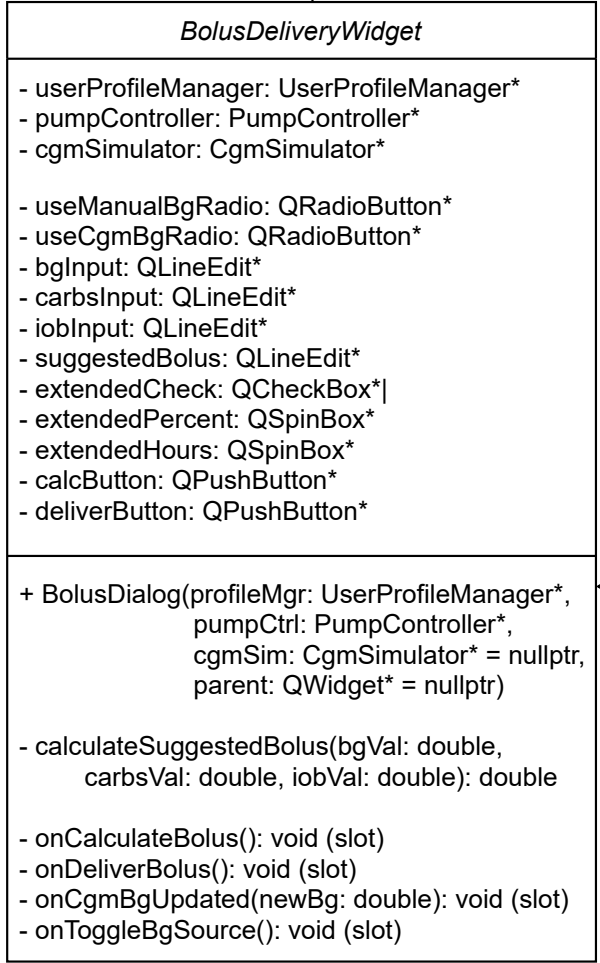 BolusDeliveryWidget
- userProfileManager: UserProfileManager*
- pumpController: PumpController*
- cgmSimulator: CgmSimulator*
- useManualBgRadio: QRadioButton*
- useCgmBgRadio: QRadioButton*
- bgInput: QLineEdit*
- carbsInput: QLineEdit*
- iobInput: QLineEdit*
- suggestedBolus: QLineEdit*
- extendedCheck: QCheckBox*|
- extendedPercent: QSpinBox*
- extendedHours: QSpinBox*
- calcButton: QPushButton*
- deliverButton: QPushButton*
+ BolusDialog(profileMgr: UserProfileManager*,
pumpCtrl: PumpController*,
cgmSim: CgmSimulator* = nullptr,
parent: QWidget* = nullptr)
- calculateSuggestedBolus(bgVal: double,
carbsVal: double, iobVal: double): double
- onCalculateBolus(): void (slot)
- onDeliverBolus(): void (slot)
- onCgmBgUpdated(newBg: double): void (slot)
- onToggleBgSource(): void (slot)